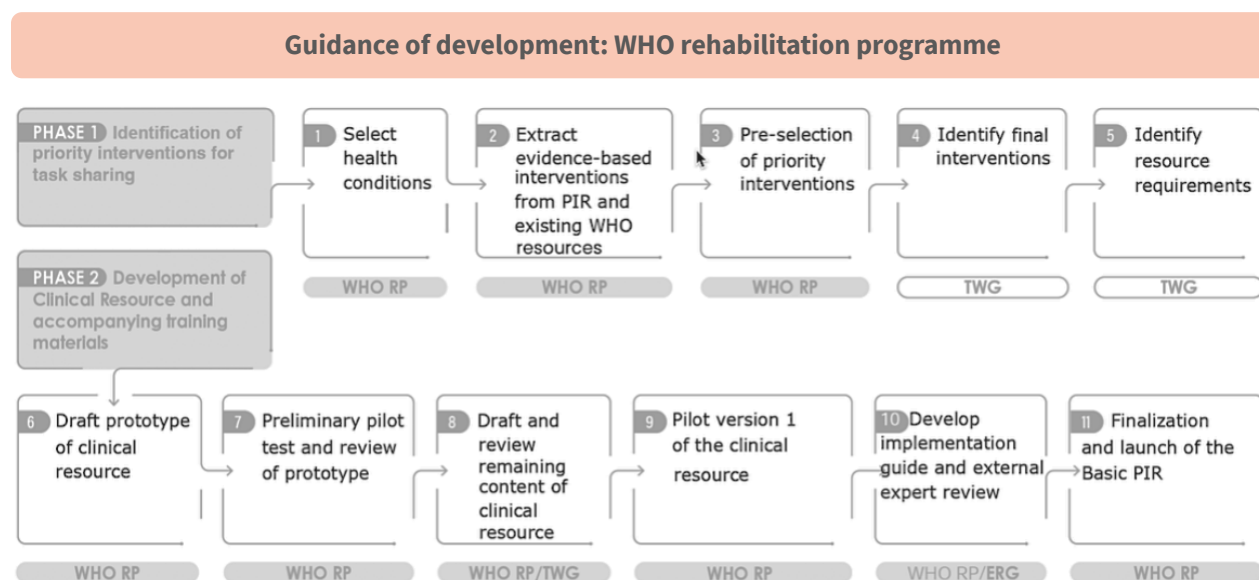 Guidance of development: WHO rehabilitation programme
PHASE 1 Identification of
priority interventions for
task sharing
1 Select
health
conditions
WHO RP
2 Extract
evidence-based
interventions
from PIR and
existing WHO
resources
WHO RP
3 Pre-selection
of priority
interventions
WHO RP
4 Identify final
interventions
TWG
5 Identify
resource
requirements
TWG
PHASE 2 Development of
Clinical Resource and
accompanying training
materials
6 Draft prototype
of clinical
resource
WHO RP
7 Preliminary pilot
test and review
of prototype
WHO RP
8 Draft and
review
remaining
content of
clinical
resource
WHO RP/TWG
9 Pilot version 1
of the clinical
resource
WHO RP
10 Develop
implementation
guide and external
expert review
WHO RP/ERG
11 Finalization
and launch of the
Basic PIR
WHO RP